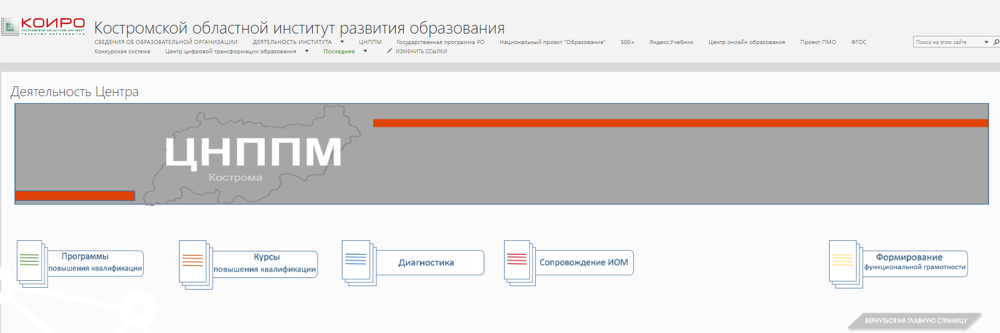 КОИРО
КОСТРОМСКОЙ ОБЛАСТНОЙ ИНСТИТУТ
РАЗВИТИЯ ОБРАЗОВАНИЯ
Костромской областной институт развития образования
СВЕДЕНИЯ ОБ ОБРАЗОВАТЕЛЬНОЙ ОРГАНИЗАЦИИ ДЕЯТЕЛЬНОСТЬ ИНСТИТУТА ЦНППМ Государственная программа РО Национальный проект "Образование" 500+ Яндекс.Учебник Центр онлайн образования Проект ПМО ФГОС
Поиск на этом сайте
Конкурсная система Центр цифровой трансформации образования Последние ИЗМЕНИТЬ ССЫЛКИ
Деятельность Центра
ЦНППМ
Кострома
Программы
повышения квалификации
Курсы
повышения квалификации
Диагностика
Сопровождение ИОМ
Формирование
функциональной грамотности
ВЕРНУТЬСЯ НА ГЛАВНУЮ СТРАНИЦУ